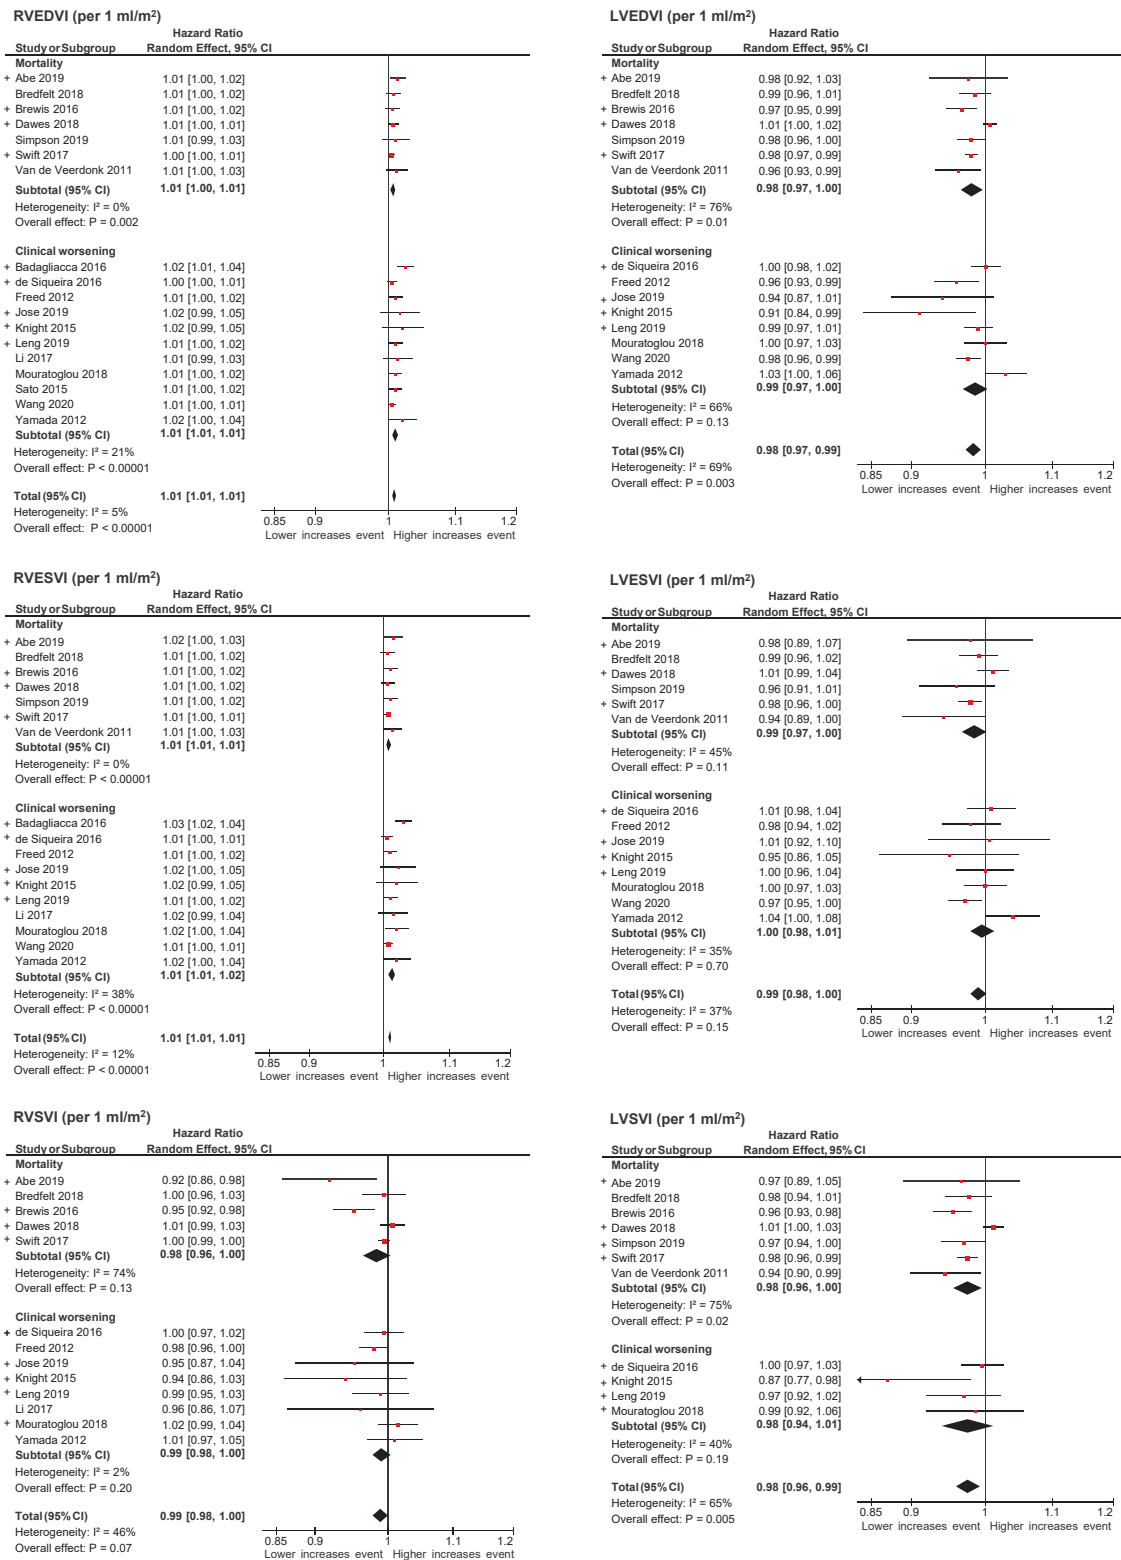 RVEDVI (per 1 ml/m²)
Hazard Ratio
Study or Subgroup Random Effect, 95% CI
Mortality
+ Abe 2019 1.01 [1.00, 1.02]
Bredfelt 2018 1.01 [1.00, 1.02]
+ Brewis 2016 1.01 [1.00, 1.02]
+ Dawes 2018 1.01 [1.00, 1.01]
Simpson 2019 1.01 [0.99, 1.03]
+ Swift 2017 1.00 [1.00, 1.01]
Van de Veerdonk 2011 1.01 [1.00, 1.03]
Subtotal (95% CI) 1.01 [1.00, 1.01]
Heterogeneity: I² = 0%
Overall effect: P = 0.002
Clinical worsening
+ Badagliacca 2016 1.02 [1.01, 1.04]
+ de Siqueira 2016 1.00 [1.00, 1.01]
Freed 2012 1.01 [1.00, 1.02]
+ Jose 2019 1.02 [0.99, 1.05]
+ Knight 2015 1.02 [0.99, 1.05]
+ Leng 2019 1.01 [1.00, 1.02]
Li 2017 1.01 [0.99, 1.03]
Mouratoglou 2018 1.01 [1.00, 1.02]
Sato 2015 1.01 [1.00, 1.02]
Wang 2020 1.01 [1.00, 1.01]
Yamada 2012 1.02 [1.00, 1.04]
Subtotal (95% CI) 1.01 [1.01, 1.01]
Heterogeneity: I² = 21%
Overall effect: P < 0.00001
Total (95% CI) 1.01 [1.01, 1.01]
Heterogeneity: I² = 5%
Overall effect: P < 0.00001
0.85 0.9 1 1.1 1.2
Lower increases event Higher increases event
LVEDVI (per 1 ml/m²)
Hazard Ratio
Study or Subgroup Random Effect, 95% CI
Mortality
+ Abe 2019 0.98 [0.92, 1.03]
Bredfelt 2018 0.99 [0.96, 1.01]
+ Brewis 2016 0.97 [0.95, 0.99]
+ Dawes 2018 1.01 [1.00, 1.02]
Simpson 2019 0.98 [0.96, 1.00]
+ Swift 2017 0.98 [0.97, 0.99]
Van de Veerdonk 2011 0.96 [0.93, 0.99]
Subtotal (95% CI) 0.98 [0.97, 1.00]
Heterogeneity: I² = 76%
Overall effect: P = 0.01
Clinical worsening
+ de Siqueira 2016 1.00 [0.98, 1.02]
Freed 2012 0.96 [0.93, 0.99]
+ Jose 2019 0.94 [0.87, 1.01]
+ Knight 2015 0.91 [0.84, 0.99]
+ Leng 2019 0.99 [0.97, 1.01]
Mouratoglou 2018 1.00 [0.97, 1.03]
Wang 2020 0.98 [0.96, 0.99]
Yamada 2012 1.03 [1.00, 1.06]
Subtotal (95% CI) 0.99 [0.97, 1.00]
Heterogeneity: I² = 66%
Overall effect: P = 0.13
Total (95% CI) 0.98 [0.97, 0.99]
Heterogeneity: I² = 69%
Overall effect: P = 0.003
0.85 0.9 1 1.1 1.2
Lower increases event Higher increases event
RVESVI (per 1 ml/m²)
Hazard Ratio
Study or Subgroup Random Effect, 95% CI
Mortality
+ Abe 2019 1.02 [1.00, 1.03]
Bredfelt 2018 1.01 [1.00, 1.02]
+ Brewis 2016 1.01 [1.00, 1.02]
+ Dawes 2018 1.01 [1.00, 1.02]
Simpson 2019 1.01 [1.00, 1.02]
+ Swift 2017 1.01 [1.00, 1.01]
Van de Veerdonk 2011 1.01 [1.00, 1.03]
Subtotal (95% CI) 1.01 [1.01, 1.01]
Heterogeneity: I² = 0%
Overall effect: P < 0.00001
Clinical worsening
+ Badagliacca 2016 1.03 [1.02, 1.04]
+ de Siqueira 2016 1.01 [1.00, 1.01]
Freed 2012 1.01 [1.00, 1.02]
+ Jose 2019 1.02 [1.00, 1.05]
+ Knight 2015 1.02 [0.99, 1.05]
+ Leng 2019 1.01 [1.00, 1.02]
Li 2017 1.02 [0.99, 1.04]
Mouratoglou 2018 1.02 [1.00, 1.04]
Wang 2020 1.01 [1.00, 1.01]
Yamada 2012 1.02 [1.00, 1.04]
Subtotal (95% CI) 1.01 [1.01, 1.02]
Heterogeneity: I² = 38%
Overall effect: P < 0.00001
Total (95% CI) 1.01 [1.01, 1.01]
Heterogeneity: I² = 12%
Overall effect: P < 0.00001
0.85 0.9 1 1.1 1.2
Lower increases event Higher increases event
LVESVI (per 1 ml/m²)
Hazard Ratio
Study or Subgroup Random Effect, 95% CI
Mortality
+ Abe 2019 0.98 [0.89, 1.07]
Bredfelt 2018 0.99 [0.96, 1.02]
+ Dawes 2018 1.01 [0.99, 1.04]
Simpson 2019 0.96 [0.91, 1.01]
+ Swift 2017 0.98 [0.96, 1.00]
Van de Veerdonk 2011 0.94 [0.89, 1.00]
Subtotal (95% CI) 0.99 [0.97, 1.00]
Heterogeneity: I² = 45%
Overall effect: P = 0.11
Clinical worsening
+ de Siqueira 2016 1.01 [0.98, 1.04]
Freed 2012 0.98 [0.94, 1.02]
+ Jose 2019 1.01 [0.92, 1.10]
+ Knight 2015 0.95 [0.86, 1.05]
+ Leng 2019 1.00 [0.96, 1.04]
Mouratoglou 2018 1.00 [0.97, 1.03]
Wang 2020 0.97 [0.95, 1.00]
Yamada 2012 1.04 [1.00, 1.08]
Subtotal (95% CI) 1.00 [0.98, 1.01]
Heterogeneity: I² = 35%
Overall effect: P = 0.70
Total (95% CI) 0.99 [0.98, 1.00]
Heterogeneity: I² = 37%
Overall effect: P = 0.15
0.85 0.9 1 1.1 1.2
Lower increases event Higher increases event
RVSVI (per 1 ml/m²)
Hazard Ratio
Study or Subgroup Random Effect, 95% CI
Mortality
+ Abe 2019 0.92 [0.86, 0.98]
Bredfelt 2018 1.00 [0.96, 1.03]
+ Brewis 2016 0.95 [0.92, 0.98]
+ Dawes 2018 1.01 [0.99, 1.03]
+ Swift 2017 1.00 [0.99, 1.00]
Subtotal (95% CI) 0.98 [0.96, 1.00]
Heterogeneity: I² = 74%
Overall effect: P = 0.13
Clinical worsening
+ de Siqueira 2016 1.00 [0.97, 1.02]
Freed 2012 0.98 [0.96, 1.00]
+ Jose 2019 0.95 [0.87, 1.04]
+ Knight 2015 0.94 [0.86, 1.03]
+ Leng 2019 0.99 [0.95, 1.03]
Li 2017 0.96 [0.86, 1.07]
+ Mouratoglou 2018 1.02 [0.99, 1.04]
Yamada 2012 1.01 [0.97, 1.05]
Subtotal (95% CI) 0.99 [0.98, 1.00]
Heterogeneity: I² = 2%
Overall effect: P = 0.20
Total (95% CI) 0.99 [0.98, 1.00]
Heterogeneity: I² = 46%
Overall effect: P = 0.07
0.85 0.9 1 1.1 1.2
Lower increases event Higher increases event
LVSVI (per 1 ml/m²)
Hazard Ratio
Study or Subgroup Random Effect, 95% CI
Mortality
+ Abe 2019 0.97 [0.89, 1.05]
Bredfelt 2018 0.98 [0.94, 1.01]
Brewis 2016 0.96 [0.93, 0.98]
+ Dawes 2018 1.01 [1.00, 1.03]
+ Simpson 2019 0.97 [0.94, 1.00]
+ Swift 2017 0.98 [0.96, 0.99]
Van de Veerdonk 2011 0.94 [0.90, 0.99]
Subtotal (95% CI) 0.98 [0.96, 1.00]
Heterogeneity: I² = 75%
Overall effect: P = 0.02
Clinical worsening
+ de Siqueira 2016 1.00 [0.97, 1.03]
+ Knight 2015 0.87 [0.77, 0.98]
+ Leng 2019 0.97 [0.92, 1.02]
+ Mouratoglou 2018 0.99 [0.92, 1.06]
Subtotal (95% CI) 0.98 [0.94, 1.01]
Heterogeneity: I² = 40%
Overall effect: P = 0.19
Total (95% CI) 0.98 [0.96, 0.99]
Heterogeneity: I² = 65%
Overall effect: P = 0.005
0.85 0.9 1 1.1 1.2
Lower increases event Higher increases event